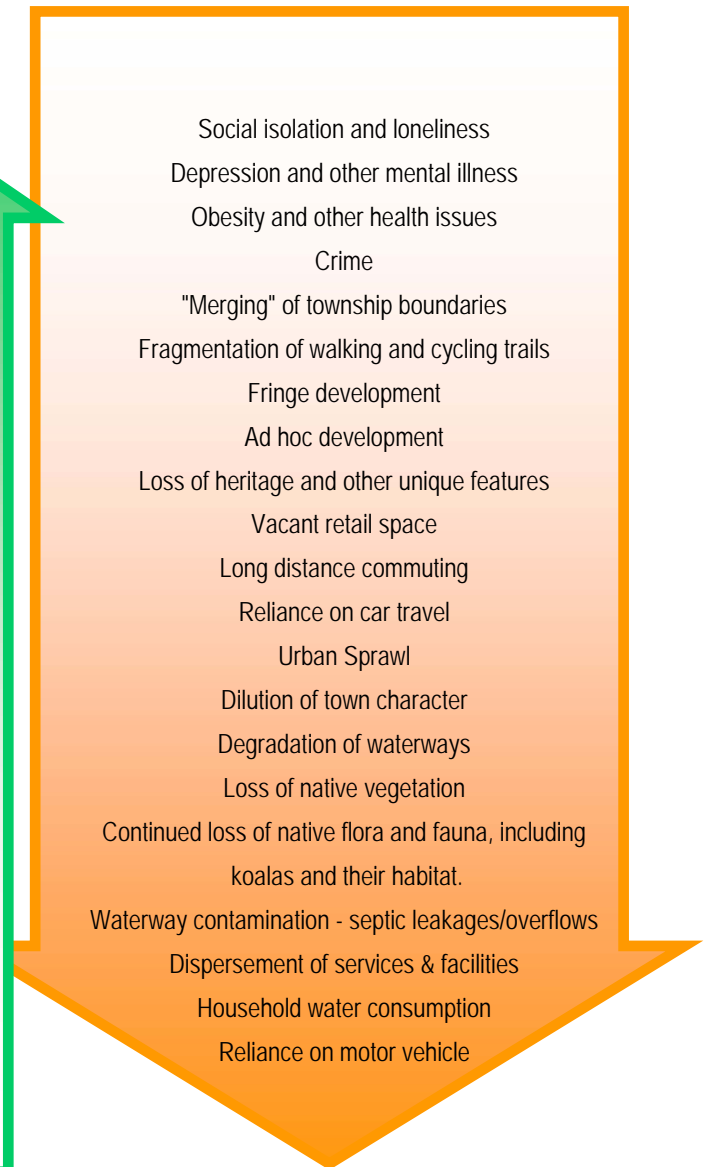 Social isolation and loneliness
Depression and other mental illness
Obesity and other health issues
Crime
"Merging" of township boundaries
Fragmentation of walking and cycling trails
Fringe development
Ad hoc development
Loss of heritage and other unique features
Vacant retail space
Long distance commuting
Reliance on car travel
Urban Sprawl
Dilution of town character
Degradation of waterways
Loss of native vegetation
Continued loss of native flora and fauna, including
koalas and their habitat.
Waterway contamination - septic leakages/overflows
Dispersement of services & facilities
Household water consumption
Reliance on motor vehicle